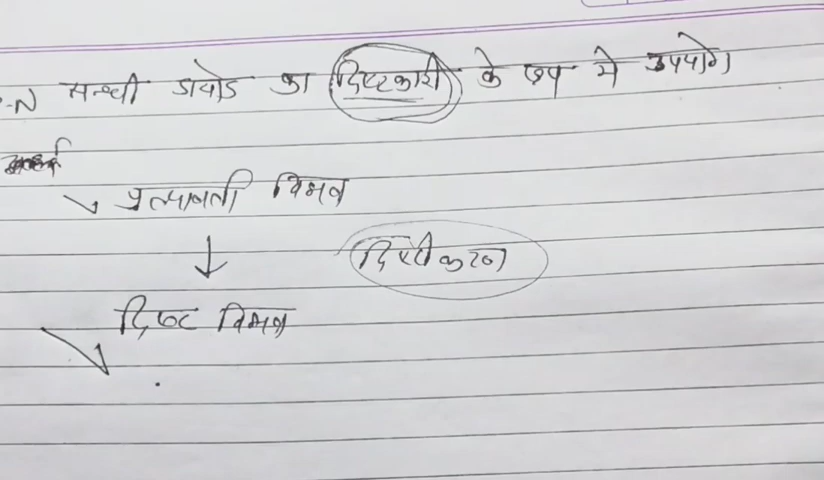 -N सन्धी डायोड का दिष्टकारी के रूप मे उपयोग
प्रत्यावर्ती विभव
दिष्टीकरण
दिष्ट विभव